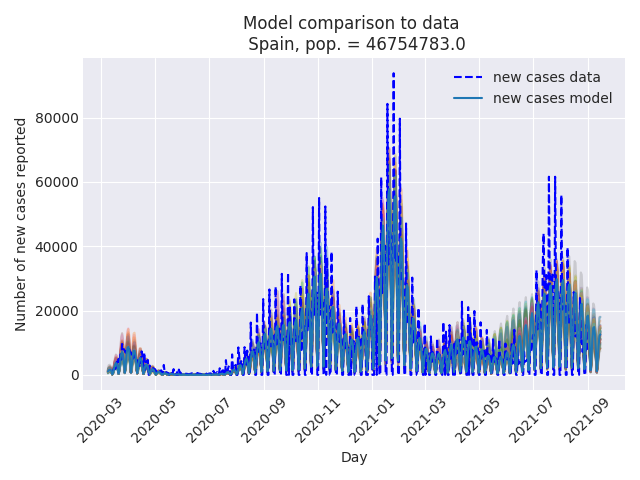 Model comparison to data
Spain, pop. = 46754783.0
new cases data
new cases model
Number of new cases reported
80000
60000
40000
20000
0
2020-03
2020-05
2020-07
2020-09
2020-11
2021-01
2021-03
2021-05
2021-07
2021-09
Day